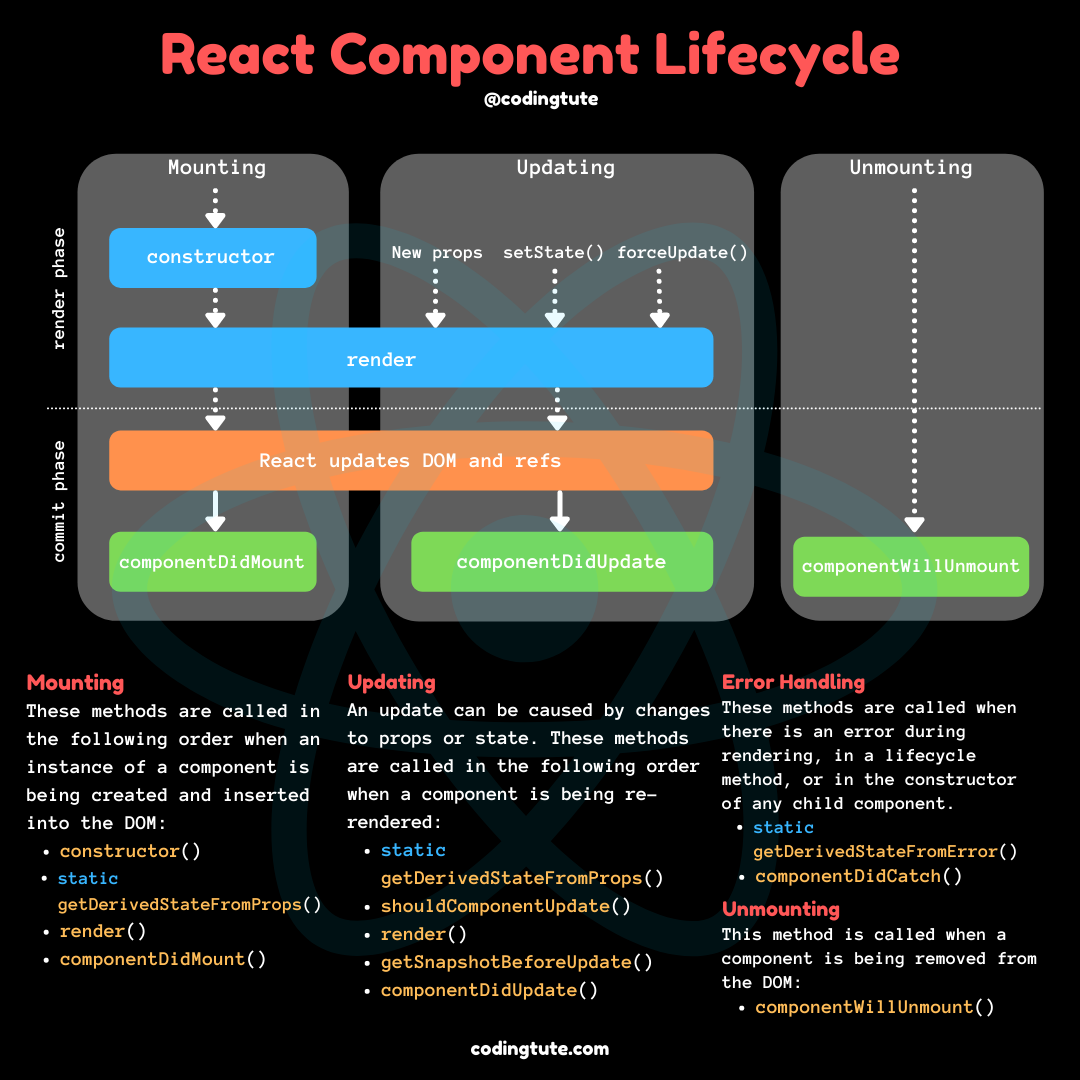 React Component Lifecycle
@codingtute
Mounting
Updating
Unmounting
render phase
constructor
New props
setState()
forceUpdate()
render
commit phase
React updates DOM and refs
componentDidMount
componentDidUpdate
componentWillUnmount
Mounting
These methods are called in
the following order when an
instance of a component is
being created and inserted
into the DOM:
• constructor()
• static
getDerivedStateFromProps()
• render()
• componentDidMount()
Updating
An update can be caused by changes
to props or state. These methods
are called in the following order
when a component is being re-
rendered:
• static
getDerivedStateFromProps()
• shouldComponentUpdate()
• render()
• getSnapshotBeforeUpdate()
• componentDidUpdate()
Error Handling
These methods are called when
there is an error during
rendering, in a lifecycle
method, or in the constructor
of any child component.
• static
getDerivedStateFromError()
• componentDidCatch()
Unmounting
This method is called when a
component is being removed from
the DOM:
• componentWillUnmount()
codingtute.com